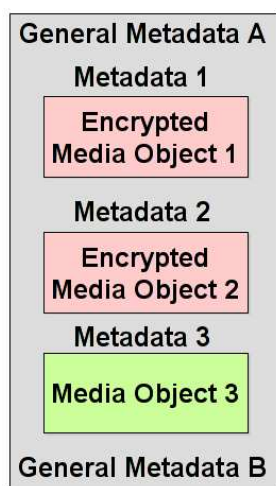 General Metadata A
Metadata 1
Encrypted
Media Object 1
Metadata 2
Encrypted
Media Object 2
Metadata 3
Media Object 3
General Metadata B